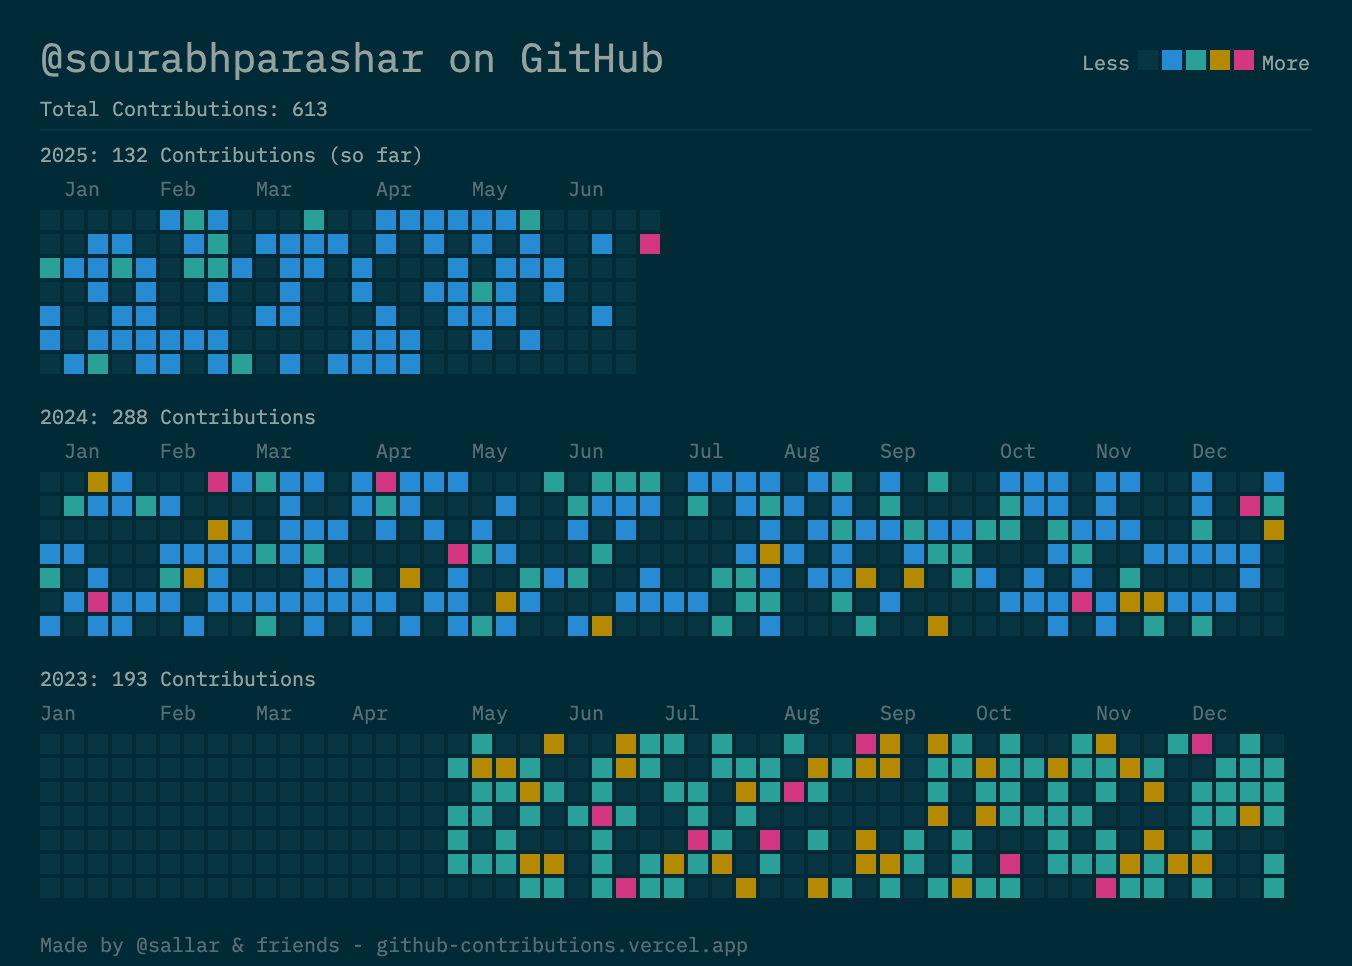 @sourabhparashar on GitHub
Less More
Total Contributions: 613
2025: 132 Contributions (so far)
Jan Feb Mar Apr May Jun
2024: 288 Contributions
Jan Feb Mar Apr May Jun Jul Aug Sep Oct Nov Dec
2023: 193 Contributions
Jan Feb Mar Apr May Jun Jul Aug Sep Oct Nov Dec
Made by @sallar & friends - github-contributions.vercel.app